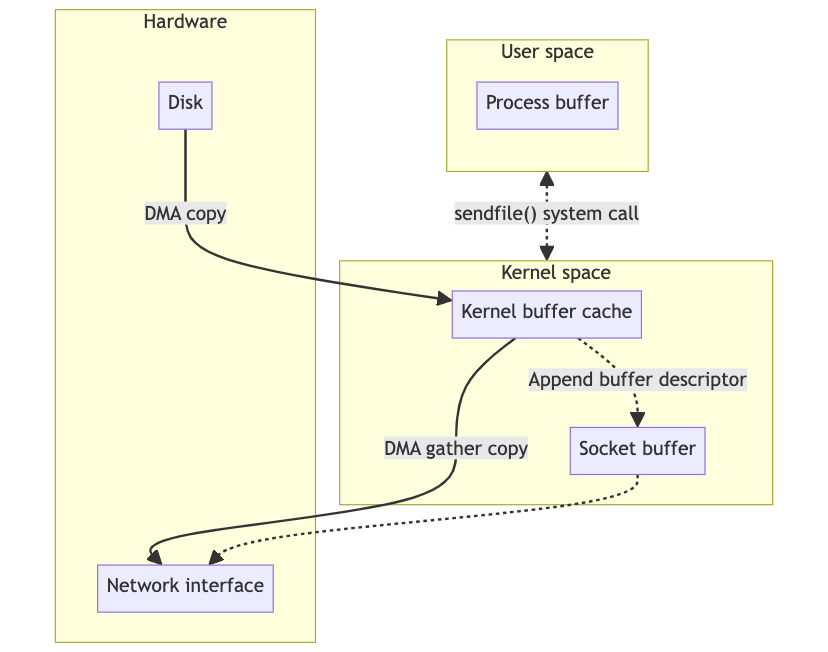 Hardware
User space
Disk
Process buffer
DMA copy
sendfile() system call
Kernel space
Kernel buffer cache
Append buffer descriptor
DMA gather copy
Socket buffer
Network interface